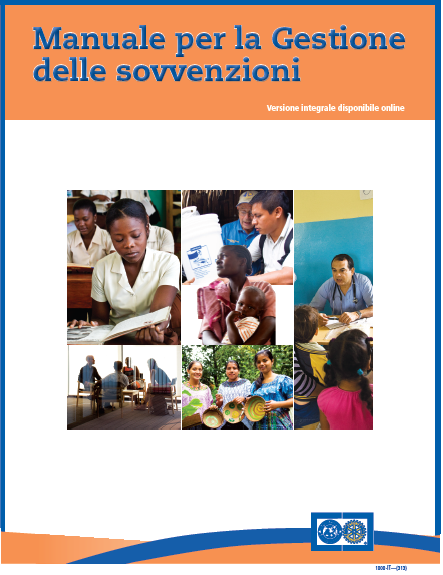 Manuale per la Gestione
delle sovvenzioni
Versione integrale disponibile online
1000-IT—(313)